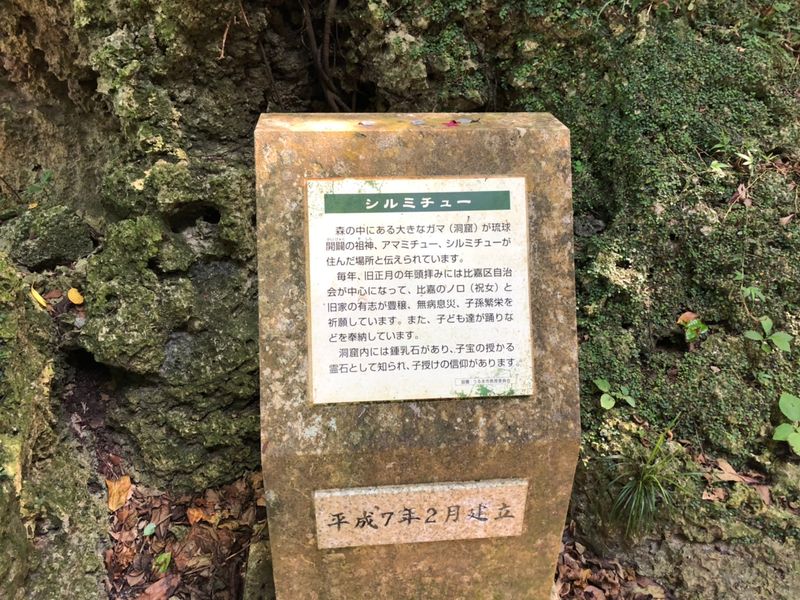 シルミチュー
森の中にある大きなガマ（洞窟）が琉球
開闢の祖神、アマミチュー、シルミチューが
住んだ場所と伝えられています。
毎年、旧正月の年頭拝みには比嘉区自治
会が中心になって、比嘉のノロ（祝女）と
旧家の有志が豊穣、無病息災、子孫繁栄を
祈願しています。また、子ども達が踊りな
どを奉納しています。
洞窟内には鍾乳石があり、子宝の授かる
霊石として知られ、子授けの信仰があります。
うるま市教育委員会
平成7年2月建立